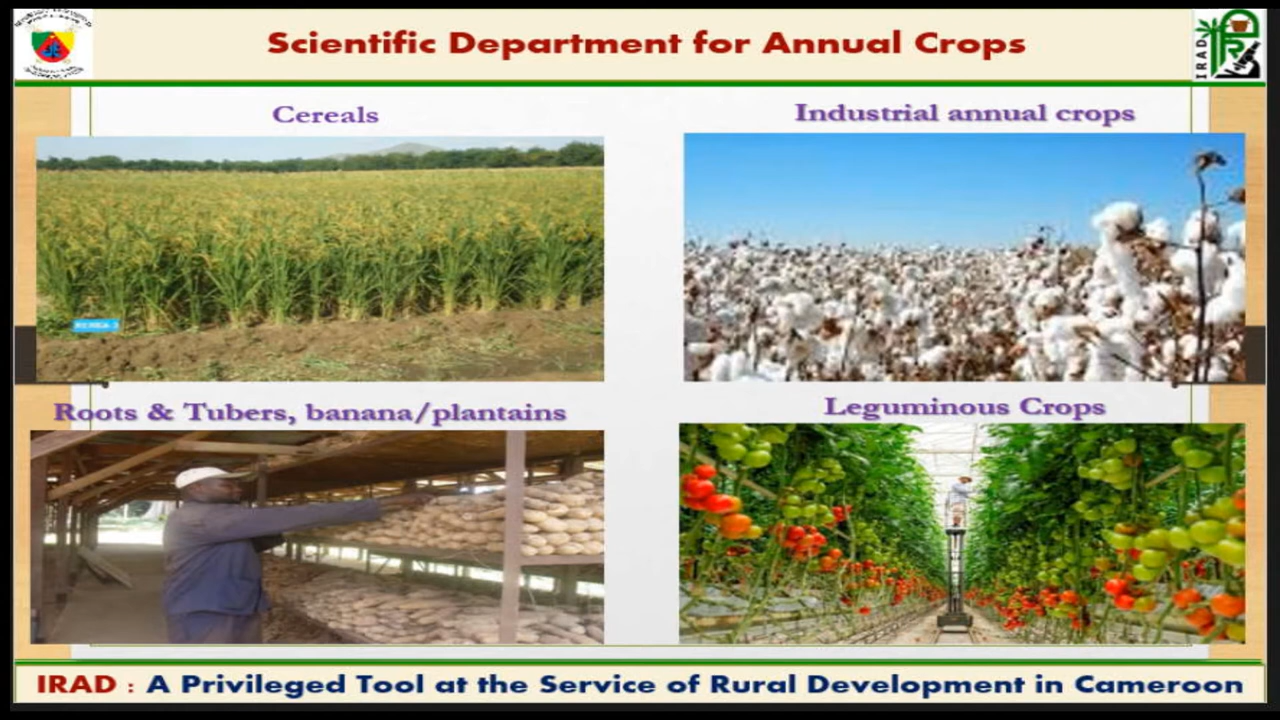 Scientific Department for Annual Crops
IRAD
Cereals
Industrial annual crops
Roots & Tubers, banana/plantains
Leguminous Crops
IRAD : A Privileged Tool at the Service of Rural Development in Cameroon